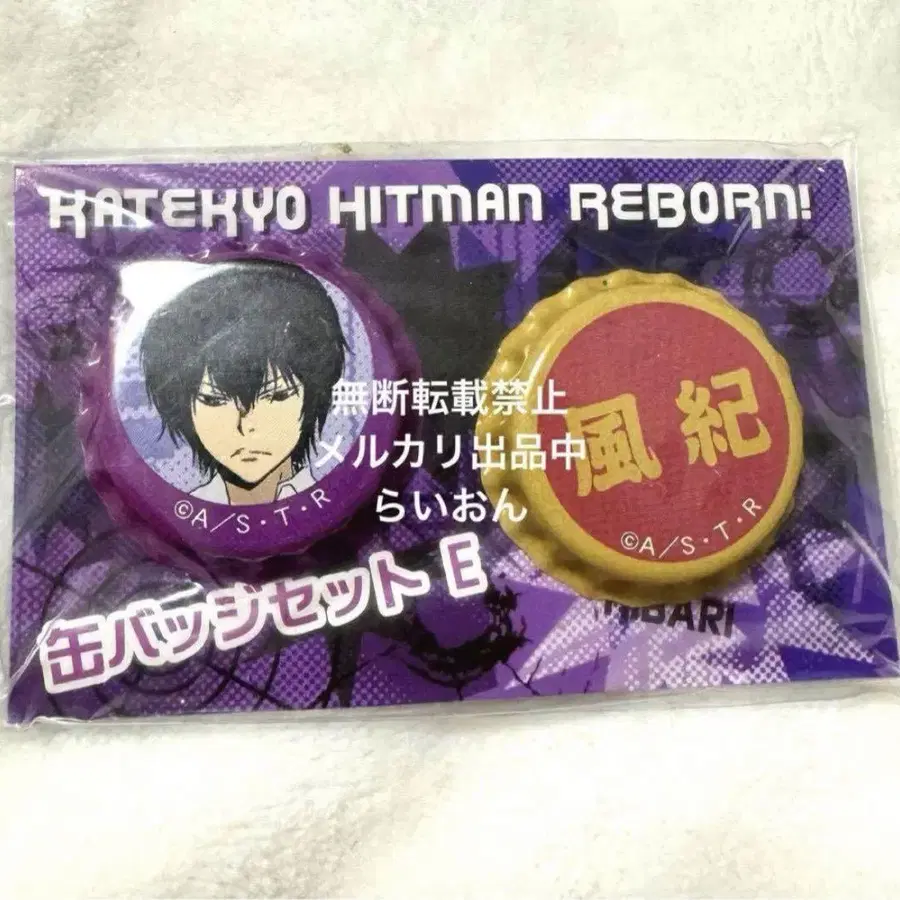 KATEKYO HITMAN REBORN!
無断転載禁止
メルカリ出品中
らいおん
風紀
©A/S・T・R
©A/S・T・R
缶バッジセット E
HIBARI